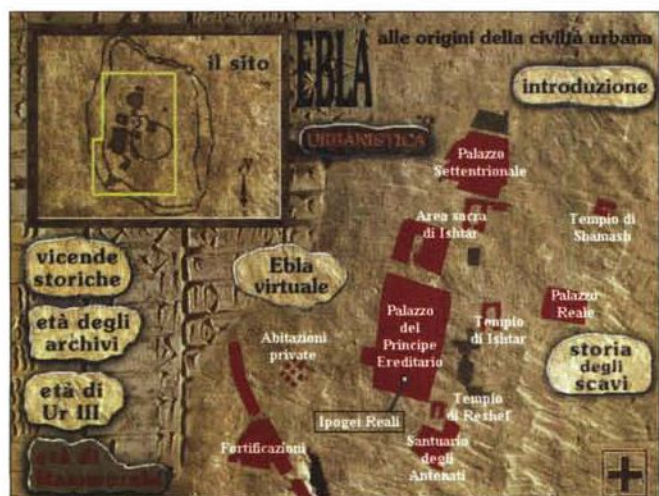 il sito
EBLA
alle origini della civiltà urbana
introduzione
URBANISTICA
Palazzo
Settentrionale
Area sacra
di Ishtar
Tempio di
Shamash
vicende
storiche
Ebla
virtuale
Palazzo
del
Principe
Ereditario
Tempio
di Ishtar
Palazzo
Reale
età degli
archivi
Abitazioni
private
storia
degli
scavi
età di
Ur III
Ipogei Reali
Tempio
di Reshef
Fortificazioni
Santuario
degli
Antenati
età di